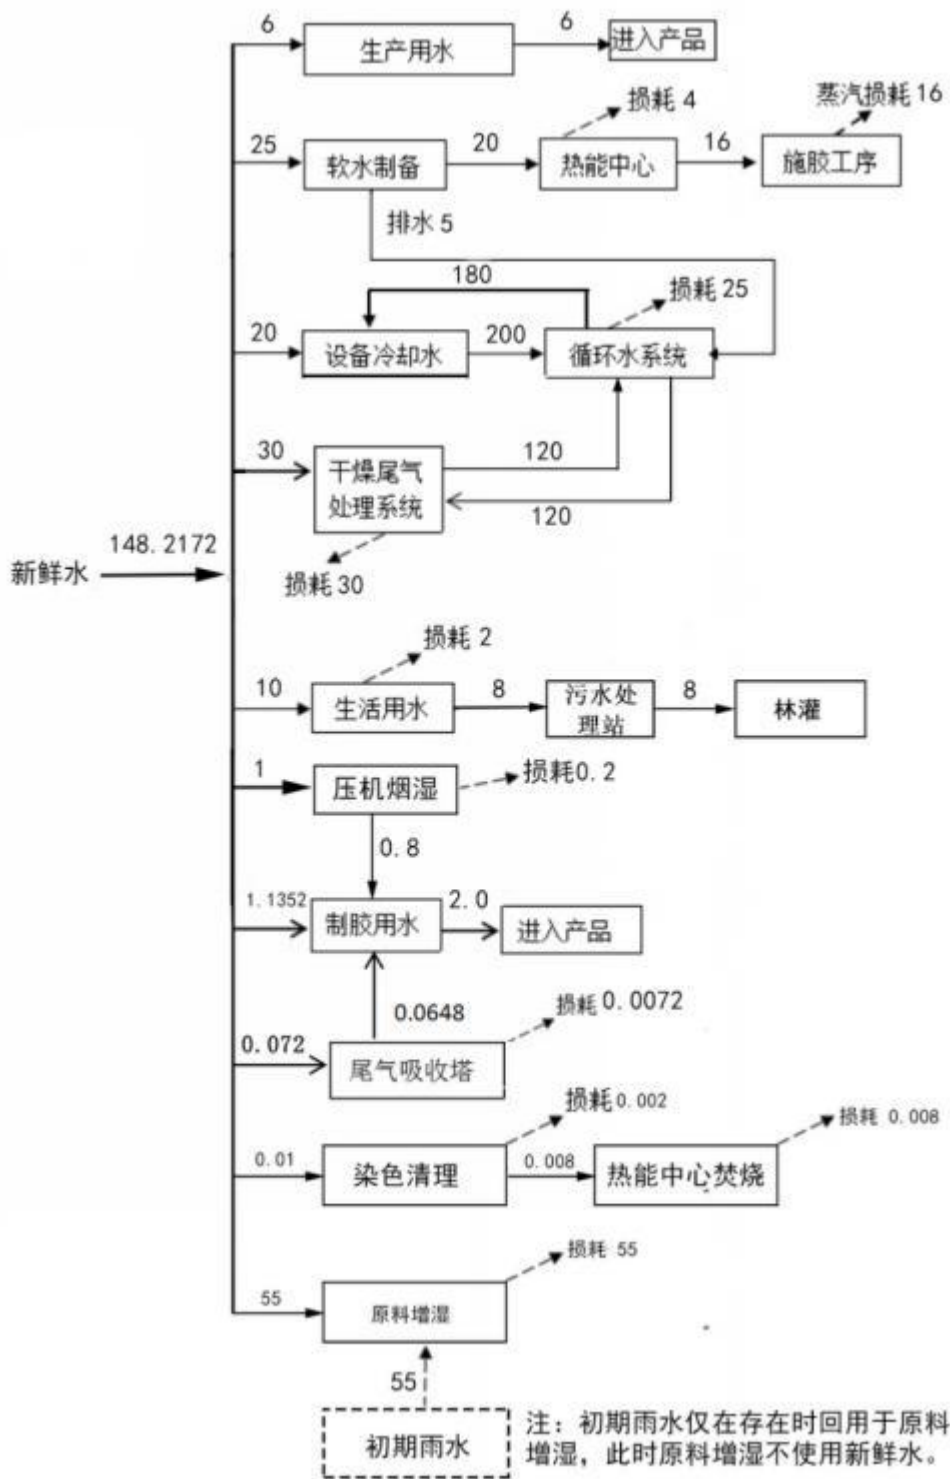 6
生产用水
6
进入产品
损耗 4
蒸汽损耗 16
25
软水制备
20
热能中心
16
施胶工序
排水 5
180
损耗 25
20
设备冷却水
200
循环水系统
30
干燥尾气
处理系统
120
120
损耗 30
148.2172
新鲜水
损耗 2
10
生活用水
8
污水处
理站
8
林灌
1
压机烟湿
损耗0.2
0.8
1.1352
制胶用水
2.0
进入产品
0.0648
损耗 0.0072
0.072
尾气吸收塔
损耗 0.002
损耗 0.008
0.01
染色清理
0.008
热能中心焚烧
损耗 55
55
原料增湿
55
初期雨水
注：初期雨水仅在存在时回用于原料
增湿，此时原料增湿不使用新鲜水。